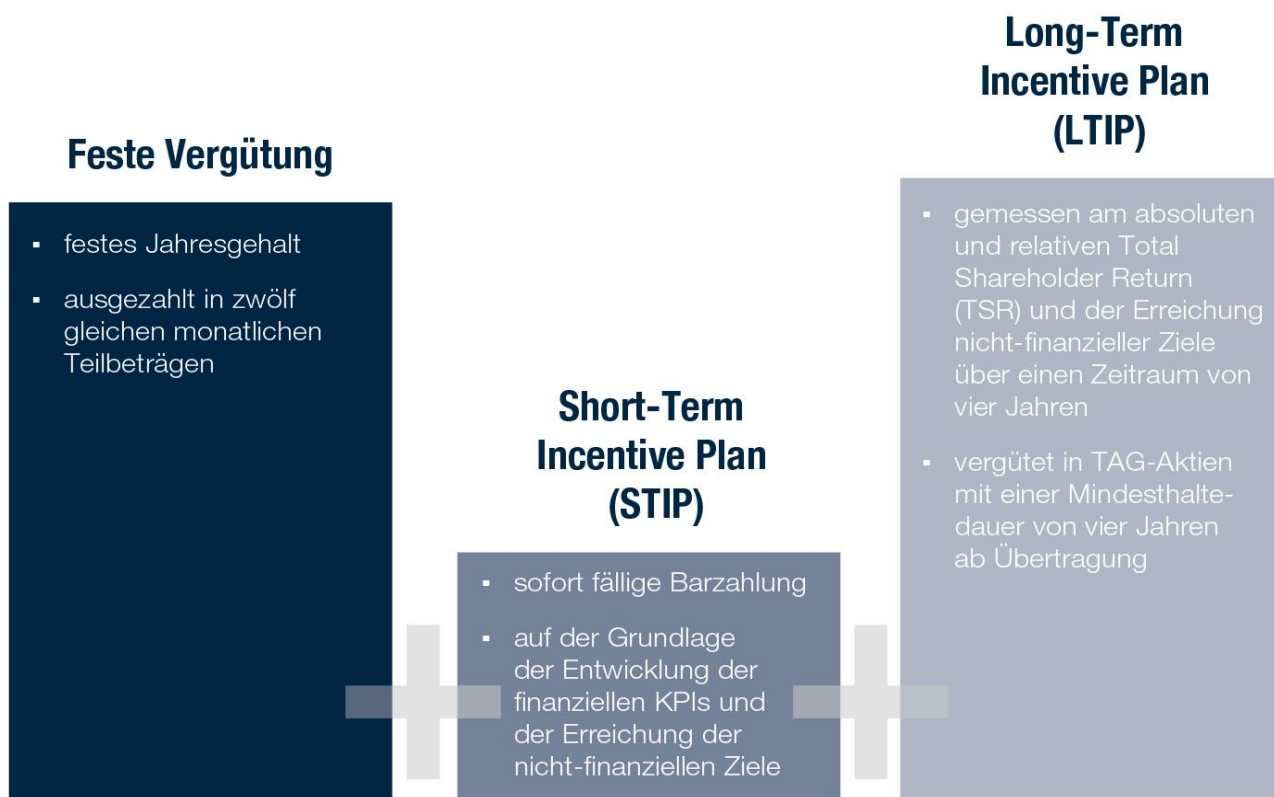 Feste Vergütung
▪ festes Jahresgehalt
▪ ausgezahlt in zwölf
gleichen monatlichen
Teilbeträgen
Short-Term
Incentive Plan
(STIP)
▪ sofort fällige Barzahlung
▪ auf der Grundlage
der Entwicklung der
finanziellen KPIs und
der Erreichung der
nicht-finanziellen Ziele
Long-Term
Incentive Plan
(LTIP)
▪ gemessen am absoluten
und relativen Total
Shareholder Return
(TSR) und der Erreichung
nicht-finanzieller Ziele
über einen Zeitraum von
vier Jahren
▪ vergütet in TAG-Aktien
mit einer Mindesthalte-
dauer von vier Jahren
ab Übertragung